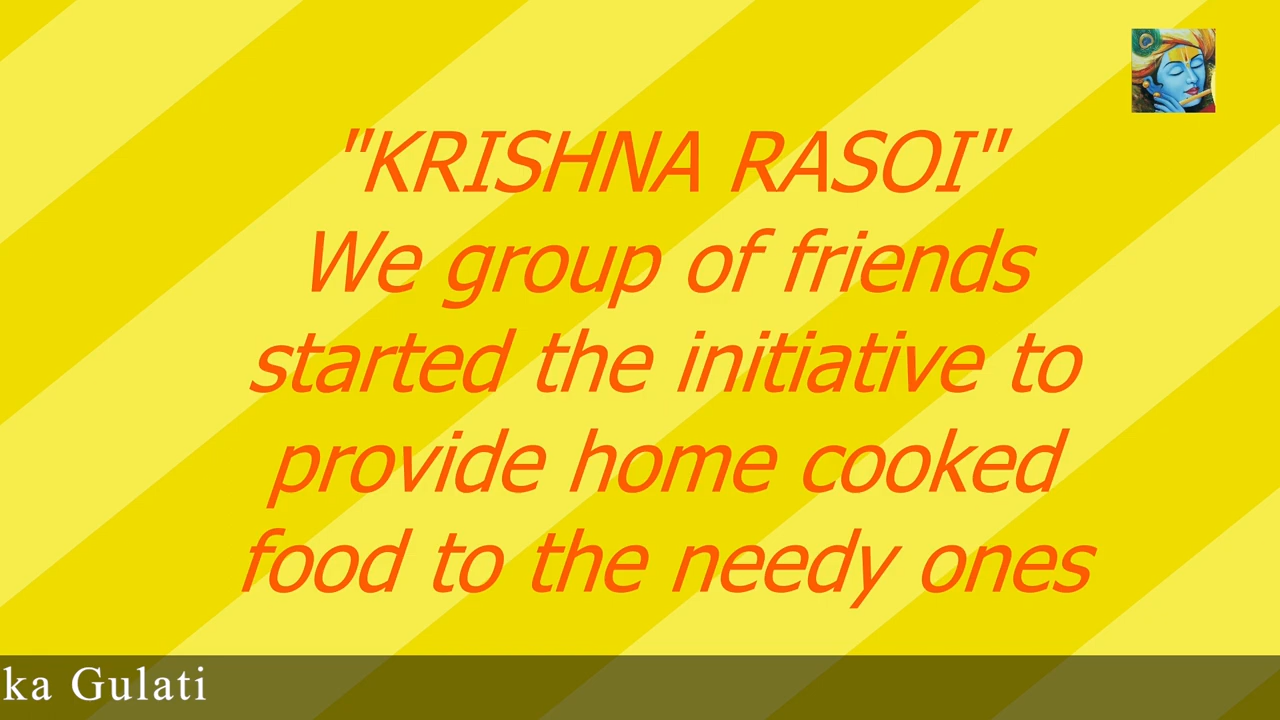 "KRISHNA RASOI"
We group of friends
started the initiative to
provide home cooked
food to the needy ones
ka Gulati